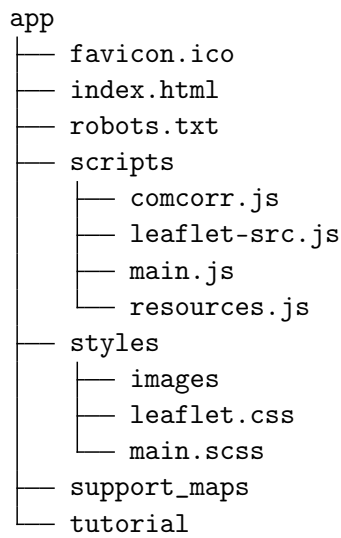 app
├── favicon.ico
├── index.html
├── robots.txt
├── scripts
│   ├── comcorr.js
│   ├── leaflet-src.js
│   ├── main.js
│   └── resources.js
├── styles
│   ├── images
│   ├── leaflet.css
│   └── main.scss
├── support_maps
└── tutorial